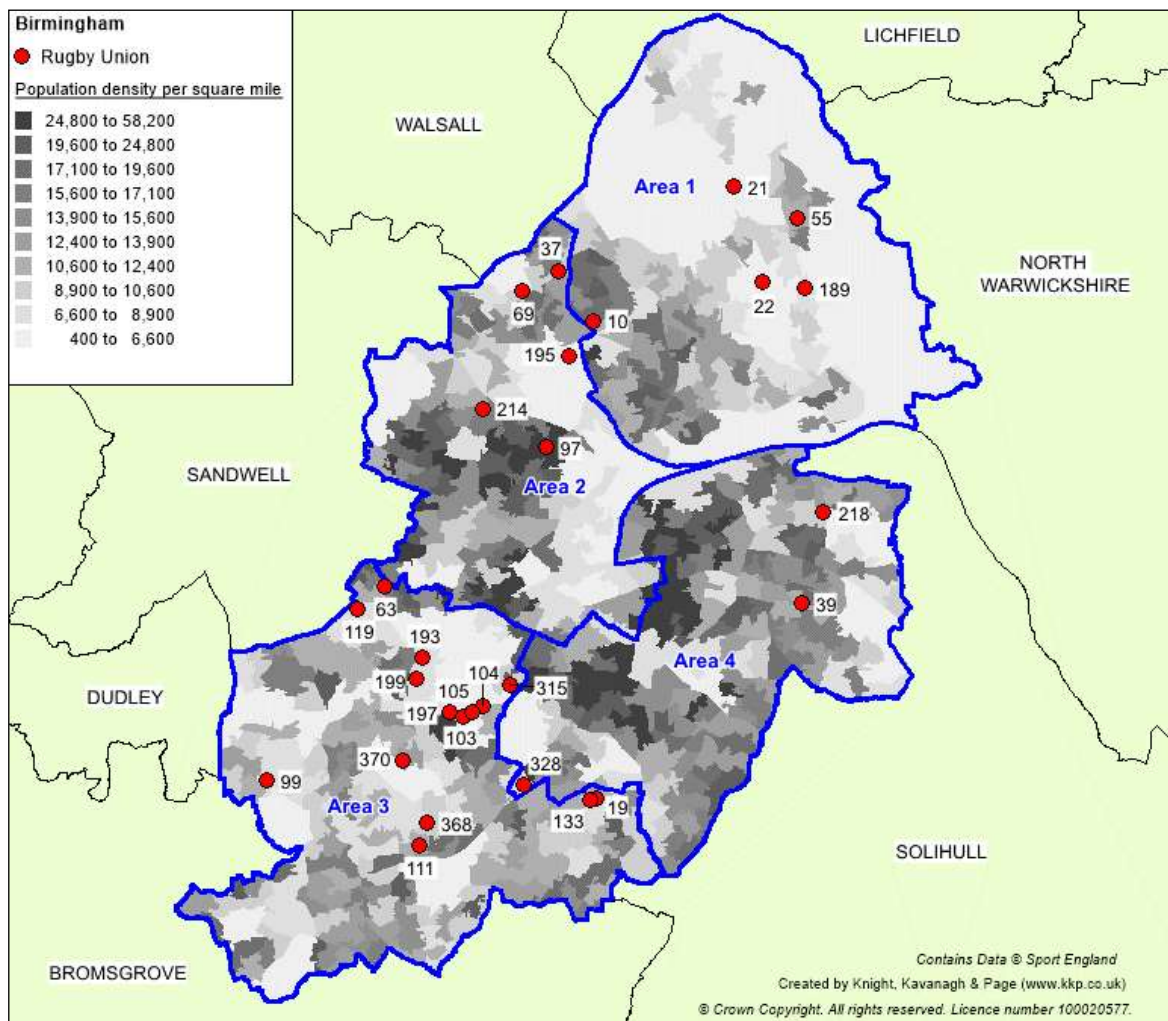 Birmingham
Rugby Union
Population density per square mile
24,800 to 58,200
19,600 to 24,800
17,100 to 19,600
15,600 to 17,100
13,900 to 15,600
12,400 to 13,900
10,600 to 12,400
8,900 to 10,600
6,600 to 8,900
400 to 6,600
LICHFIELD
WALSALL
Area 1
21
55
37
NORTH
WARWICKSHIRE
69
22
189
10
195
214
97
SANDWELL
Area 2
218
63
39
119
193
104
Area 4
199
105
315
DUDLEY
197
103
370
328
99
Area 3
133
19
368
111
SOLIHULL
BROMSGROVE
Contains Data © Sport England
Created by Knight, Kavanagh & Page (www.kkp.co.uk)
© Crown Copyright. All rights reserved. Licence number 100020577.